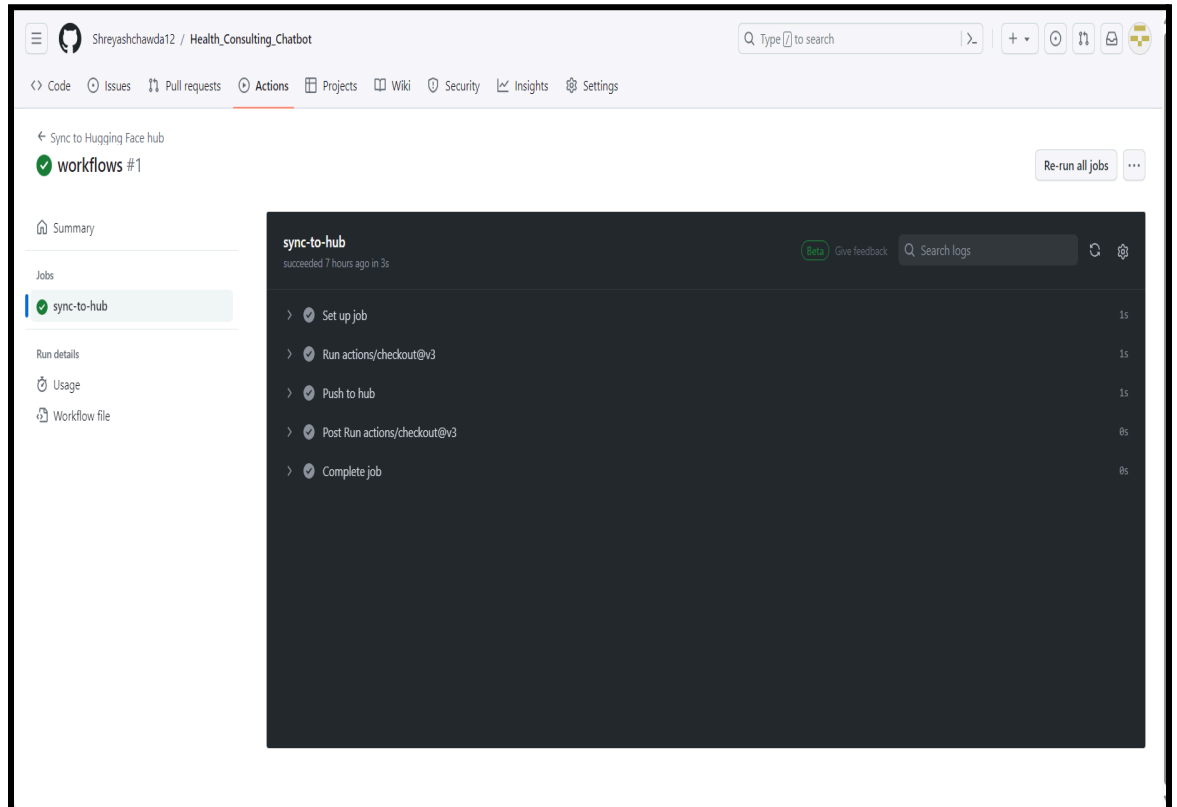 Shreyashchawda12 / Health_Consulting_Chatbot
Type / to search
Code Issues Pull requests Actions Projects Wiki Security Insights Settings
Sync to Hugging Face hub
workflows #1
Re-run all jobs
Summary
Jobs
sync-to-hub
Run details
Usage
Workflow file
sync-to-hub
succeeded 7 hours ago in 3s
Beta Give feedback Search logs
Set up job 1s
Run actions/checkout@v3 1s
Push to hub 1s
Post Run actions/checkout@v3 0s
Complete job 0s